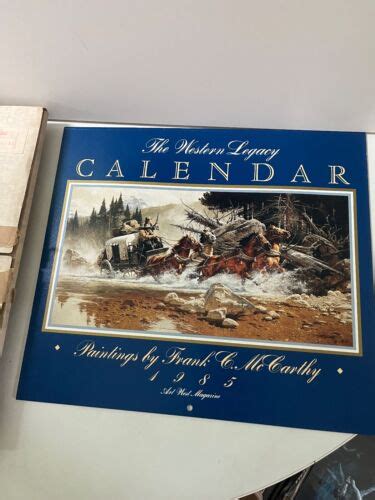 The Western Legacy
CALENDAR
Paintings by Frank C. McCarthy
1985
Art West Magazine